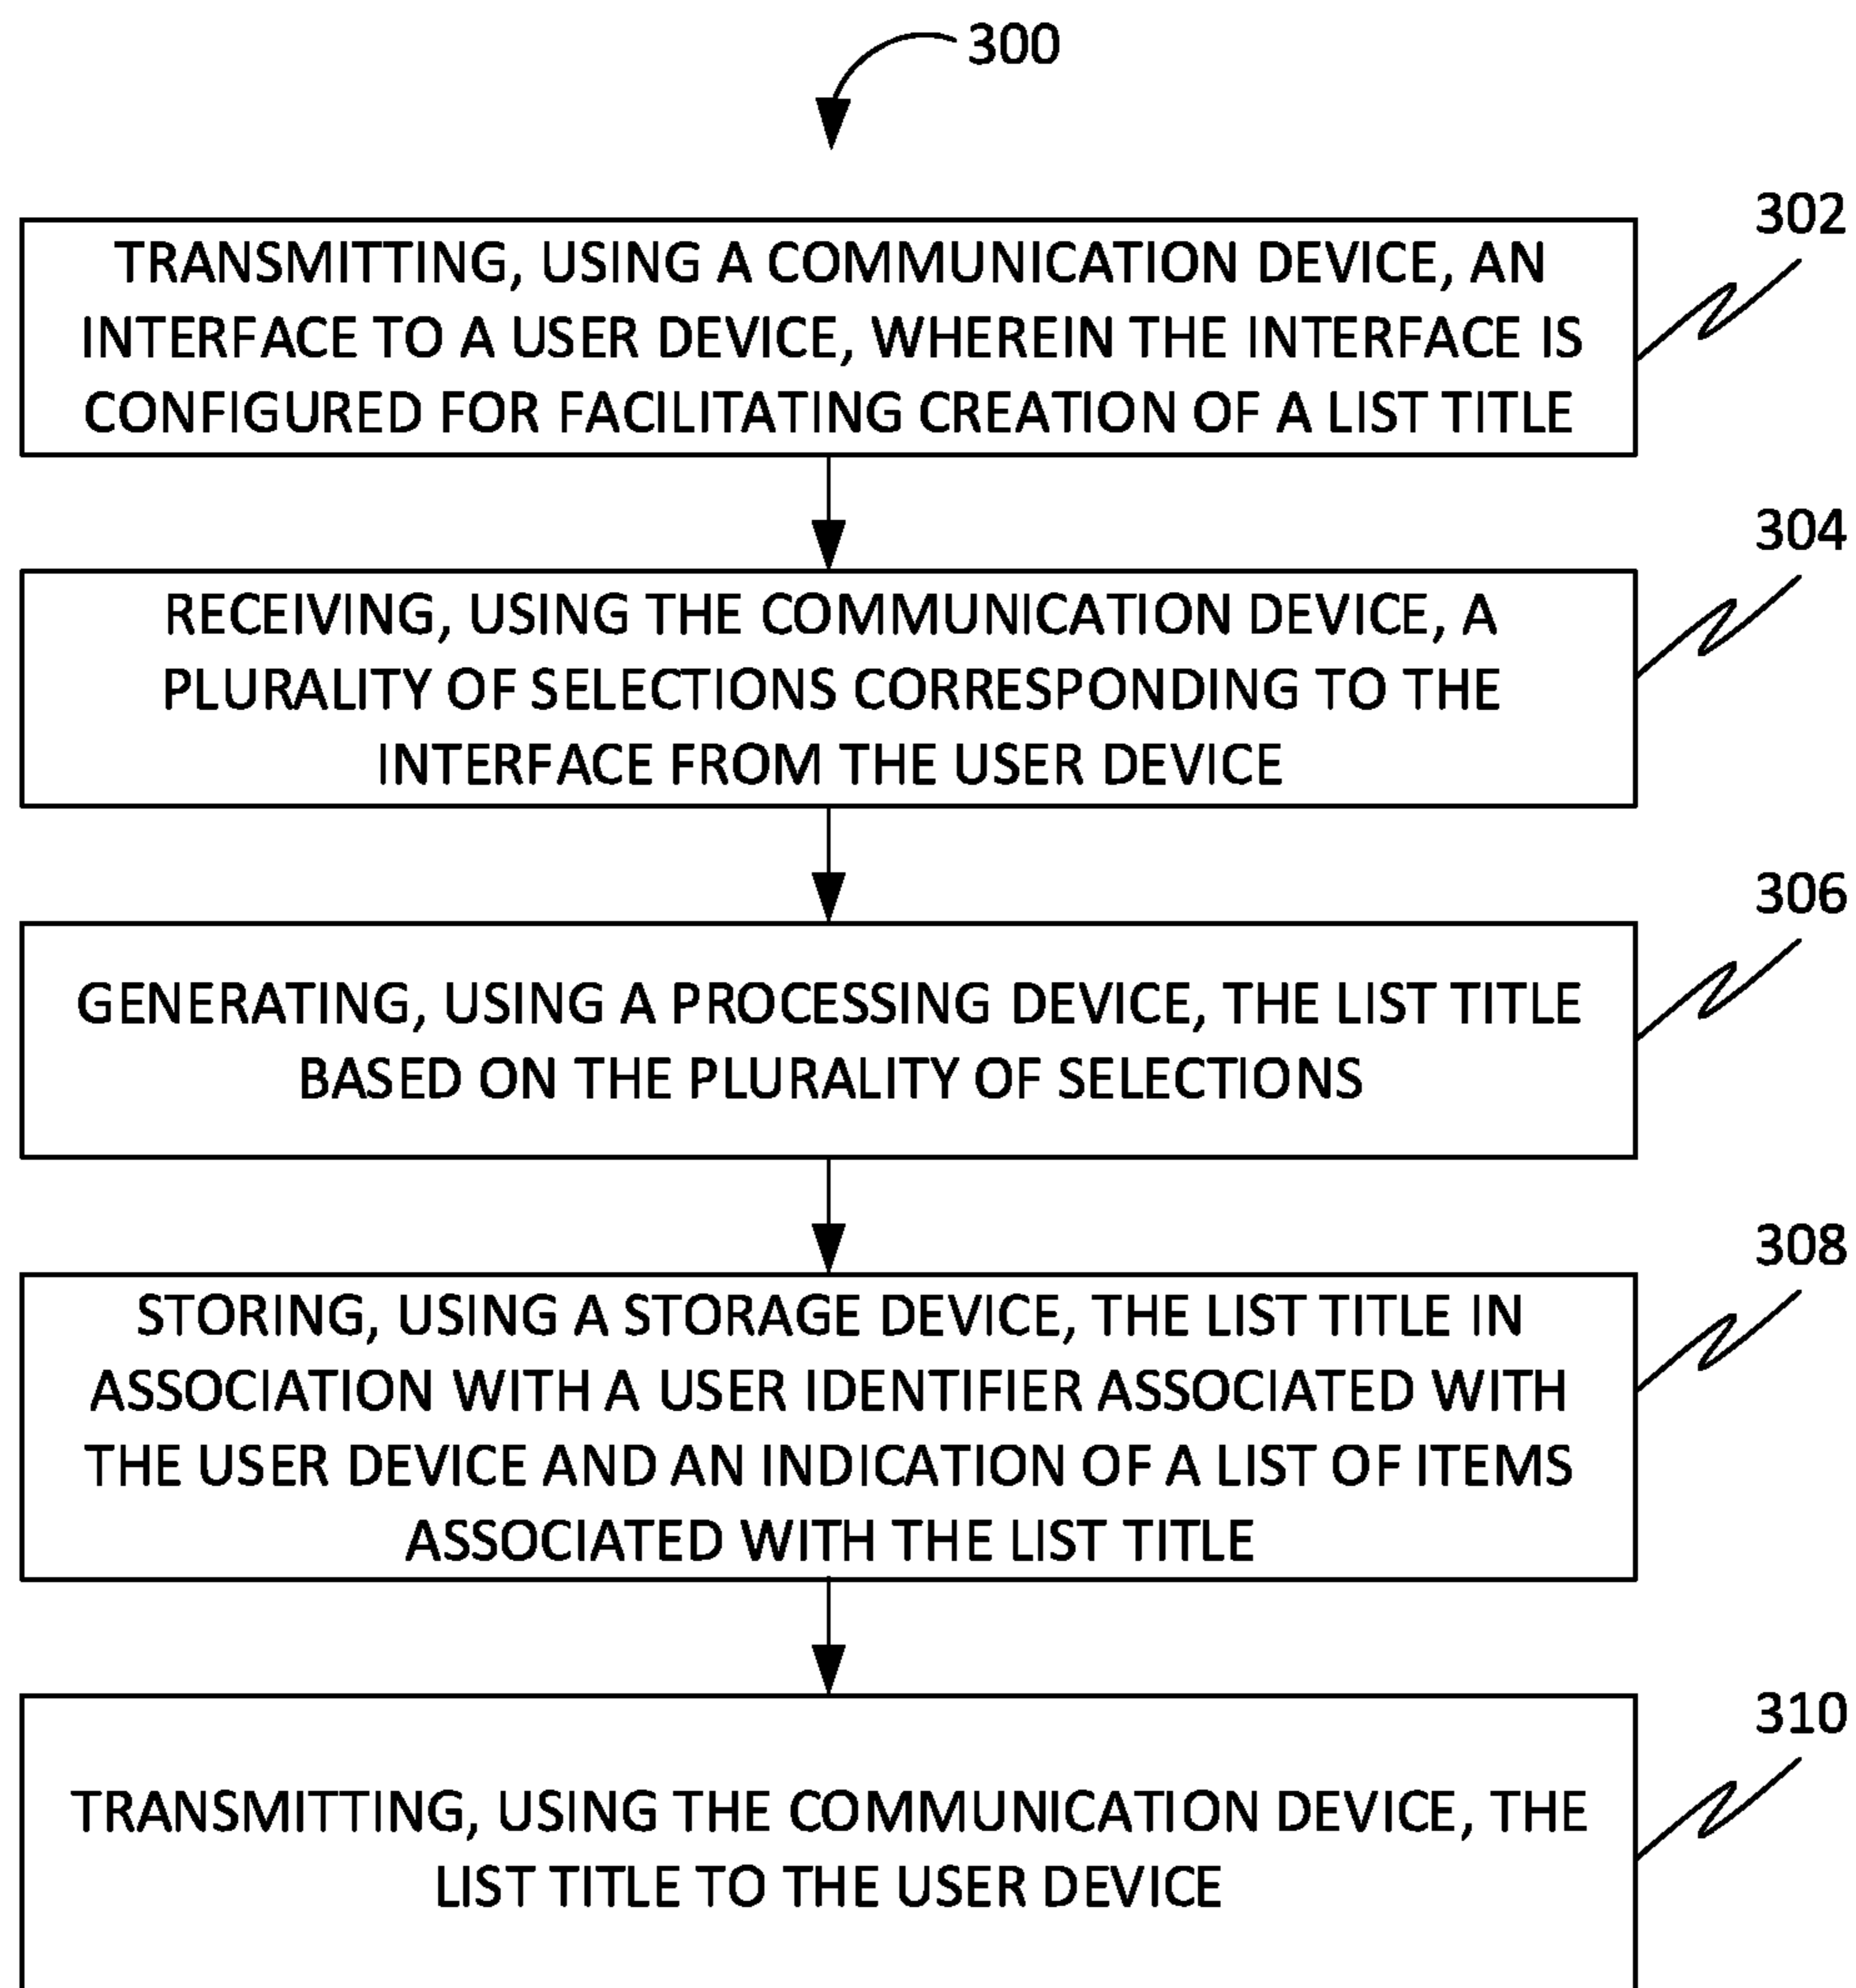 300
302
TRANSMITTING, USING A COMMUNICATION DEVICE, AN
INTERFACE TO A USER DEVICE, WHEREIN THE INTERFACE IS
CONFIGURED FOR FACILITATING CREATION OF A LIST TITLE
304
RECEIVING, USING THE COMMUNICATION DEVICE, A
PLURALITY OF SELECTIONS CORRESPONDING TO THE
INTERFACE FROM THE USER DEVICE
306
GENERATING, USING A PROCESSING DEVICE, THE LIST TITLE
BASED ON THE PLURALITY OF SELECTIONS
308
STORING, USING A STORAGE DEVICE, THE LIST TITLE IN
ASSOCIATION WITH A USER IDENTIFIER ASSOCIATED WITH
THE USER DEVICE AND AN INDICATION OF A LIST OF ITEMS
ASSOCIATED WITH THE LIST TITLE
310
TRANSMITTING, USING THE COMMUNICATION DEVICE, THE
LIST TITLE TO THE USER DEVICE